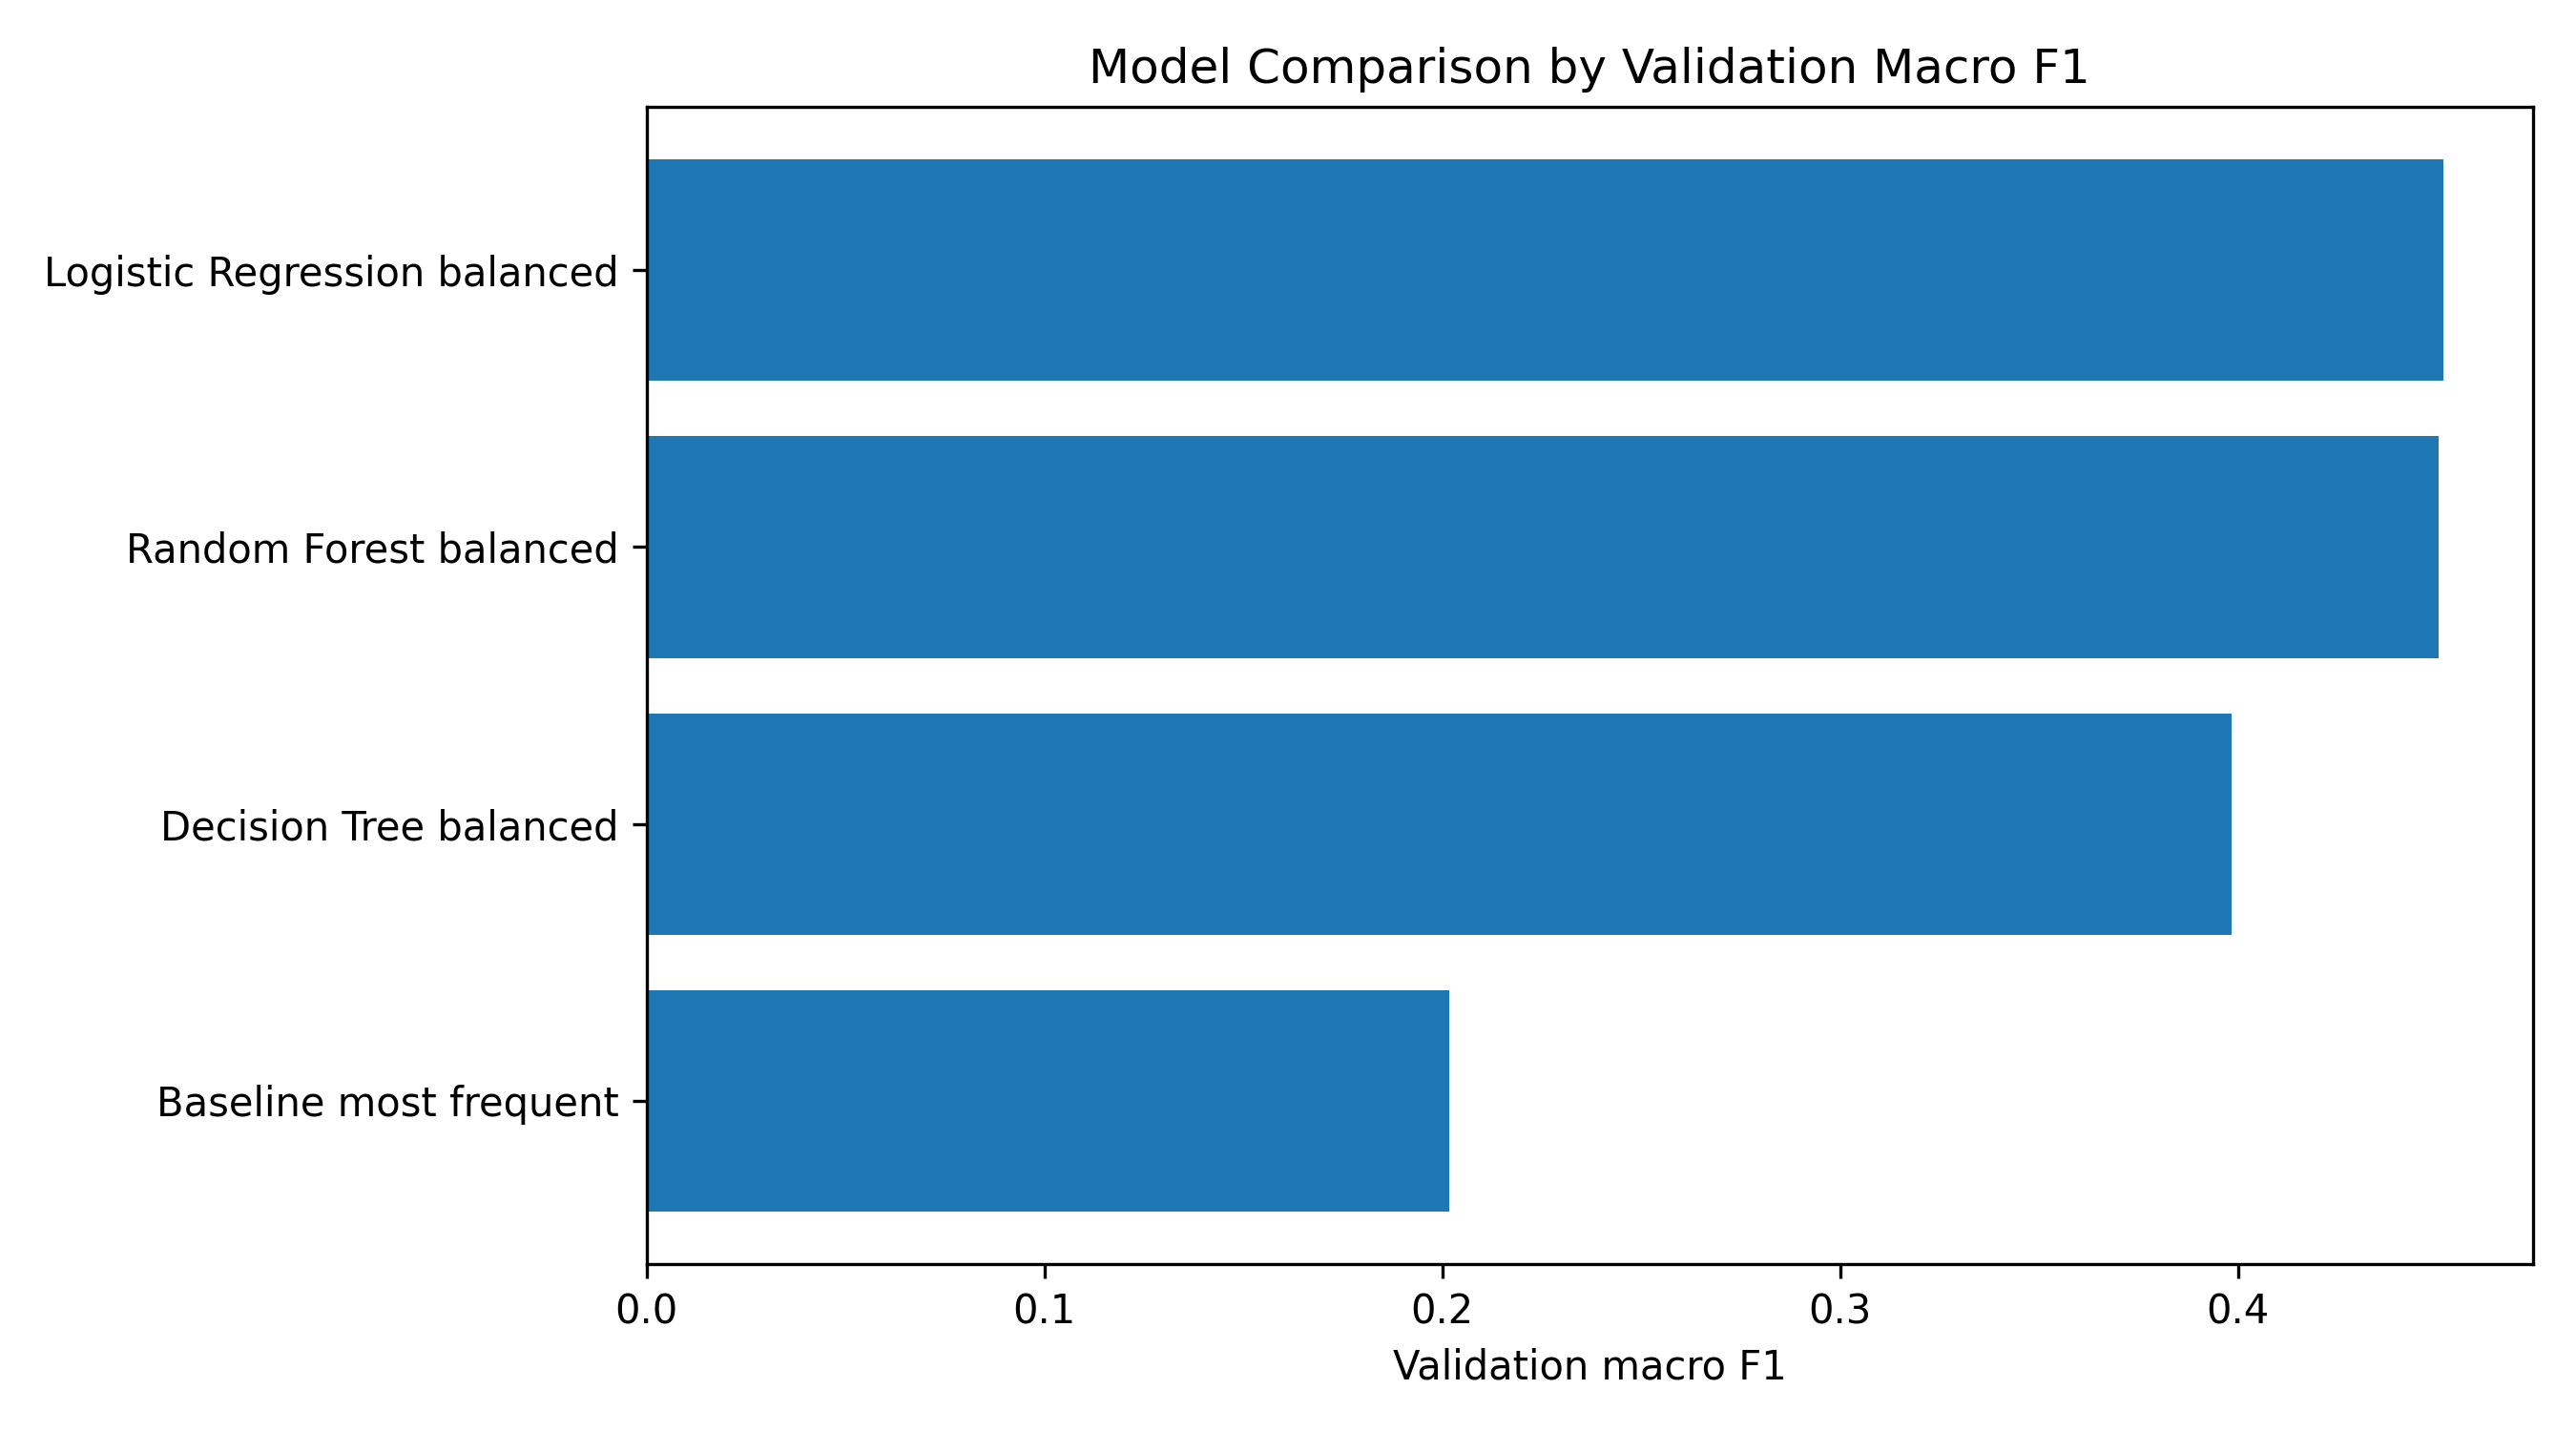 Model Comparison by Validation Macro F1
Logistic Regression balanced
Random Forest balanced
Decision Tree balanced
Baseline most frequent
0.0 0.1 0.2 0.3 0.4
Validation macro F1